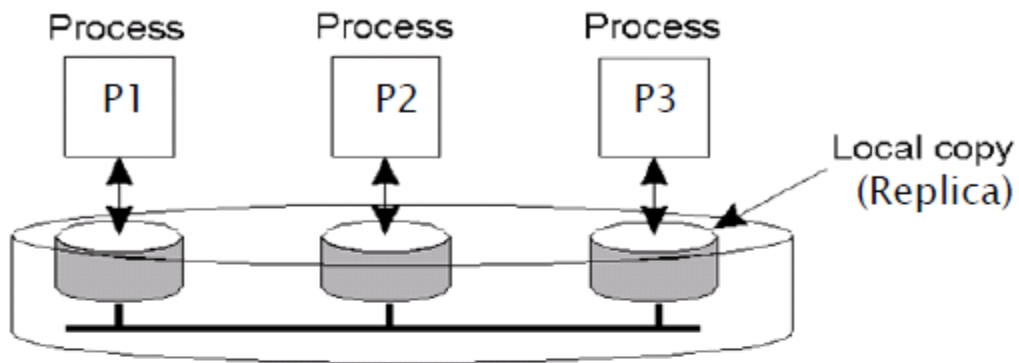 Process
Process
Process
P1
P2
P3
Local copy
(Replica)